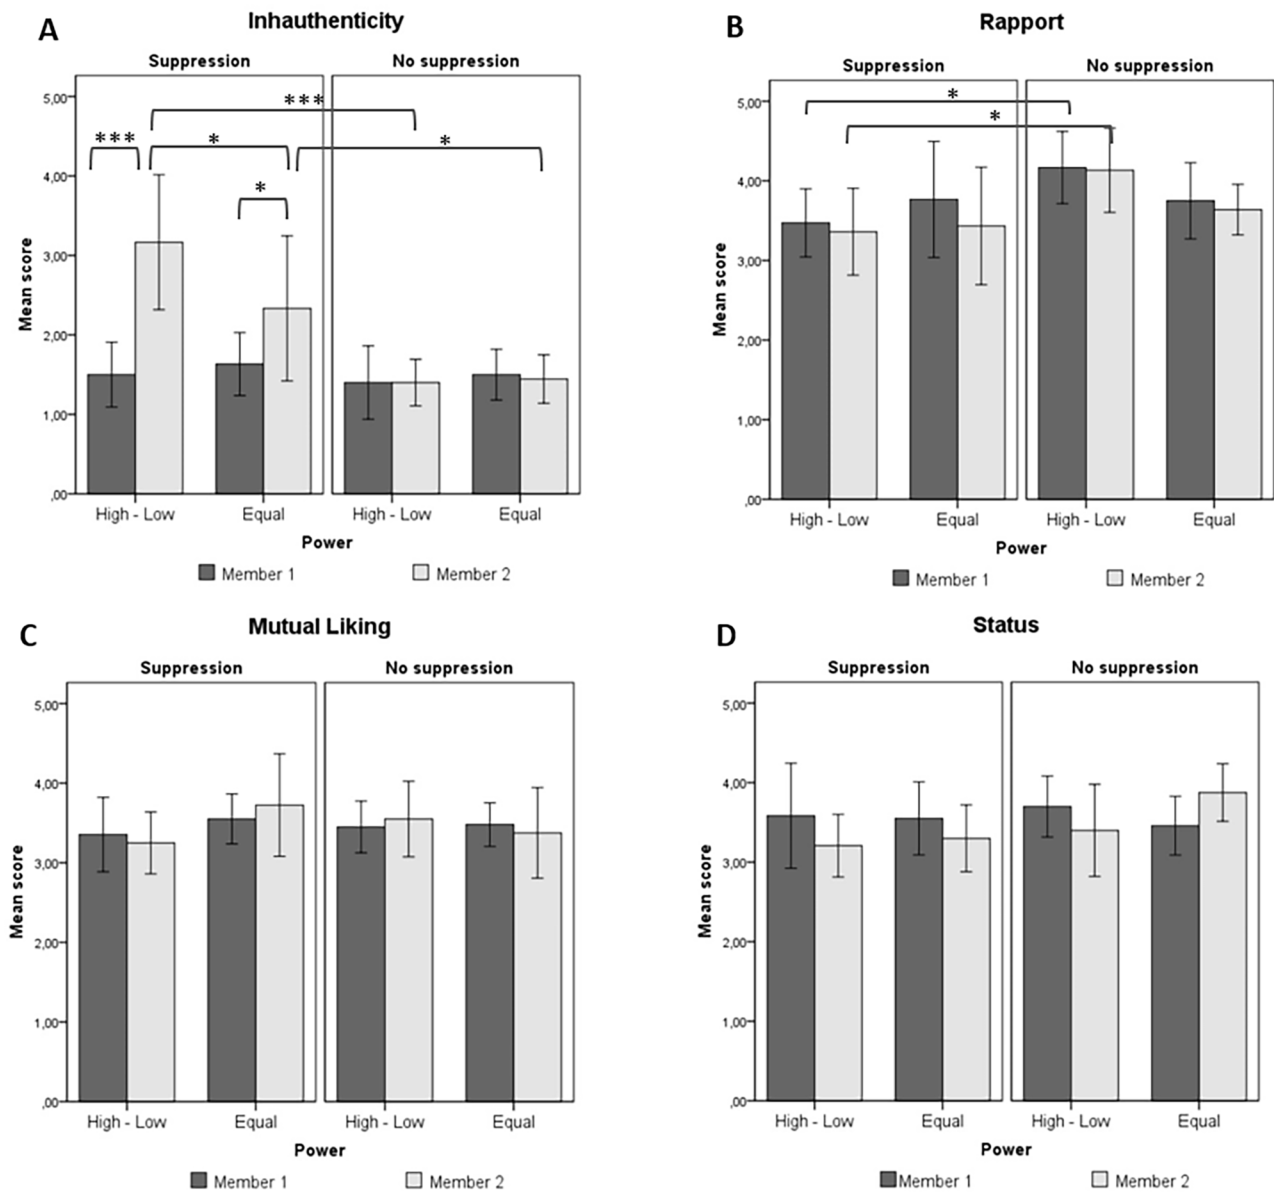 A
Inhauthenticity
Suppression
No suppression
5,00
4,00
3,00
2,00
1,00
,00
Mean score
***
***
*
*
*
High - Low
Equal
High - Low
Equal
Power
Member 1
Member 2
B
Rapport
Suppression
No suppression
5,00
4,00
3,00
2,00
1,00
,00
Mean score
*
*
High - Low
Equal
High - Low
Equal
Power
Member 1
Member 2
C
Mutual Liking
Suppression
No suppression
5,00
4,00
3,00
2,00
1,00
,00
Mean score
High - Low
Equal
High - Low
Equal
Power
Member 1
Member 2
D
Status
Suppression
No suppression
5,00
4,00
3,00
2,00
1,00
,00
Mean score
High - Low
Equal
High - Low
Equal
Power
Member 1
Member 2